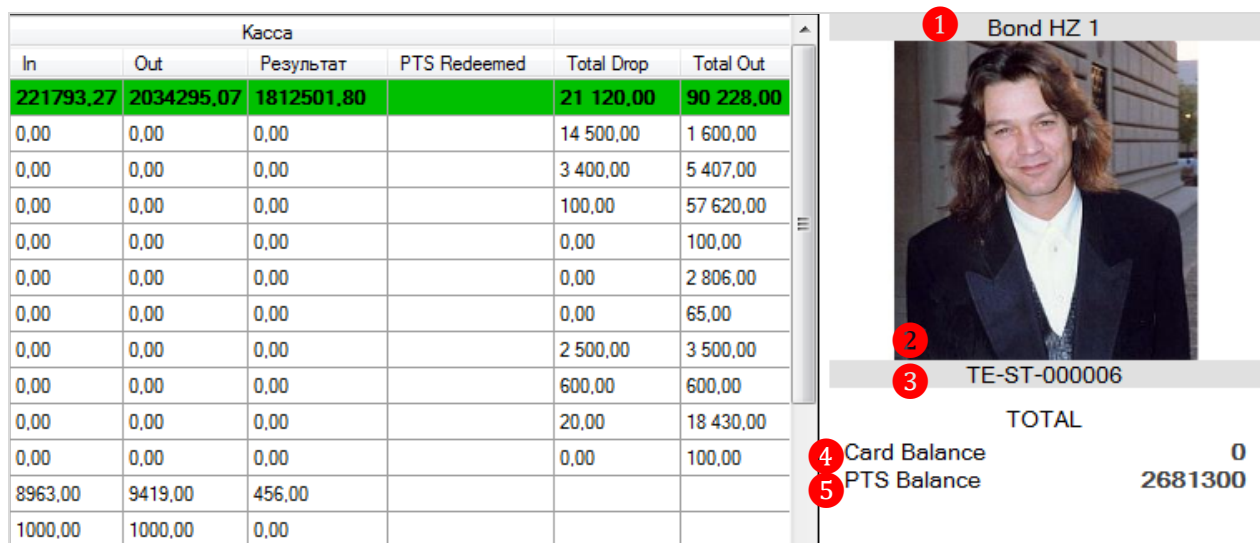 Касса
In Out Результат PTS Redeemed Total Drop Total Out
221793,27 2034295,07 1812501,80 21 120,00 90 228,00
0,00 0,00 0,00 14 500,00 1 600,00
0,00 0,00 0,00 3 400,00 5 407,00
0,00 0,00 0,00 100,00 57 620,00
0,00 0,00 0,00 0,00 100,00
0,00 0,00 0,00 0,00 2 806,00
0,00 0,00 0,00 0,00 65,00
0,00 0,00 0,00 2 500,00 3 500,00
0,00 0,00 0,00 600,00 600,00
0,00 0,00 0,00 20,00 18 430,00
0,00 0,00 0,00 0,00 100,00
8963,00 9419,00 456,00
1000,00 1000,00 0,00
1 Bond HZ 1
2
3 TE-ST-000006
TOTAL
4 Card Balance 0
5 PTS Balance 2681300